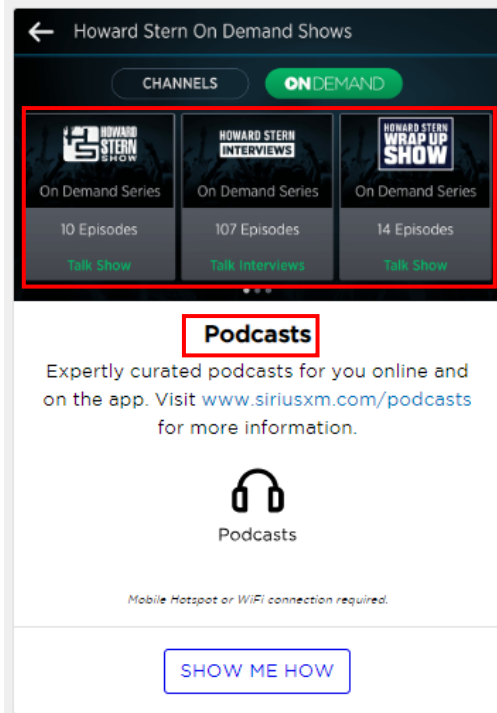 Howard Stern On Demand Shows
CHANNELS
ONDEMAND
HOWARD STERN SHOW
HOWARD STERN INTERVIEWS
HOWARD STERN WRAP UP SHOW
On Demand Series
On Demand Series
On Demand Series
10 Episodes
107 Episodes
14 Episodes
Talk Show
Talk Interviews
Talk Show
Podcasts
Expertly curated podcasts for you online and
on the app. Visit www.siriusxm.com/podcasts
for more information.
Podcasts
Mobile Hotspot or WiFi connection required.
SHOW ME HOW